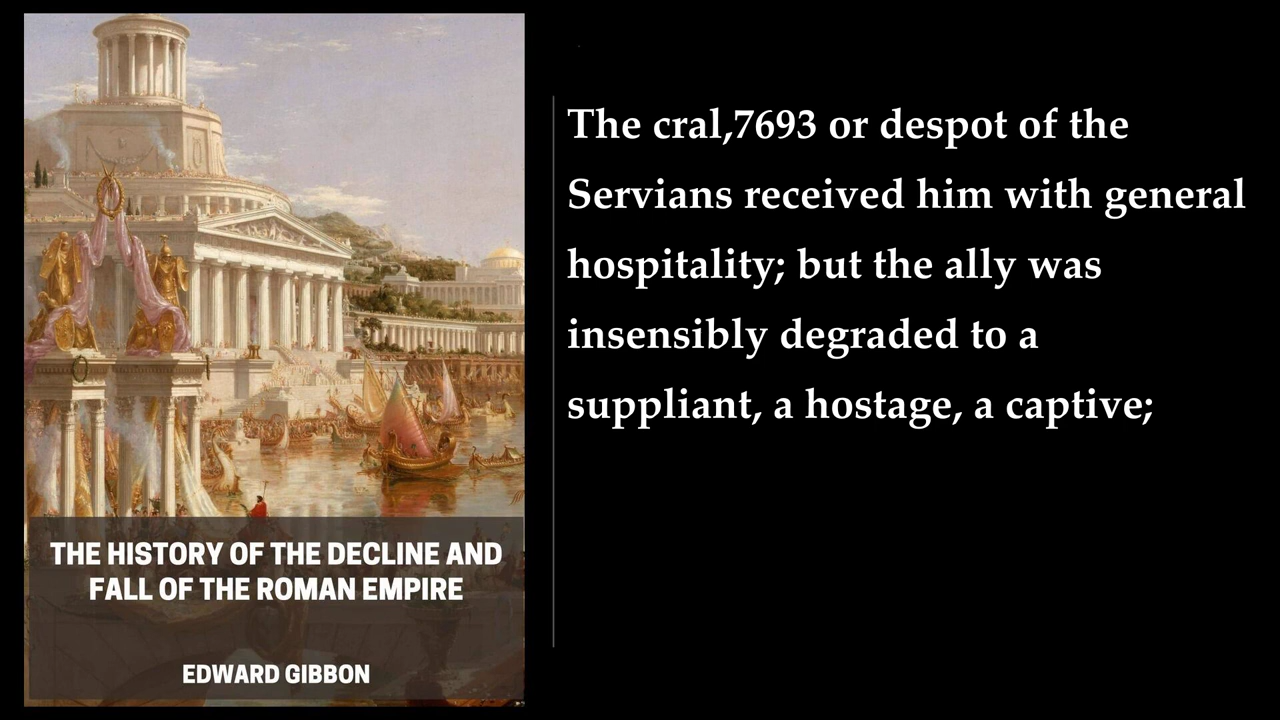 THE HISTORY OF THE DECLINE AND
FALL OF THE ROMAN EMPIRE
EDWARD GIBBON
The cral,7693 or despot of the
Servians received him with general
hospitality; but the ally was
insensibly degraded to a
suppliant, a hostage, a captive;